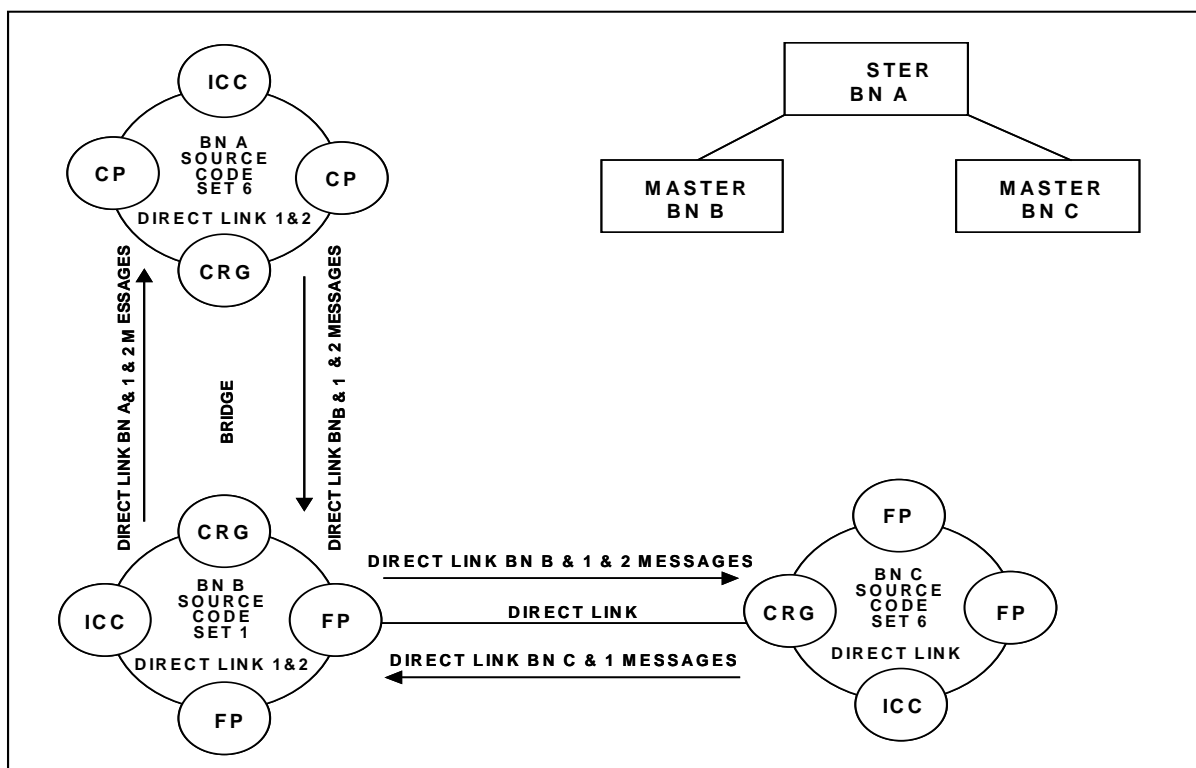 ICC
CP
BN A
SOURCE
CODE
SET 6
CP
DIRECT LINK 1&2
CRG
STER
BN A
MASTER
BN B
MASTER
BN C
DIRECT LINK BN A & 1 & 2 M ESSAGES
BRIDGE
DIRECT LINK BN B & 1 & 2 MESSAGES
CRG
ICC
BN B
SOURCE
CODE
SET 1
FP
DIRECT LINK 1&2
FP
DIRECT LINK BN B & 1 & 2 MESSAGES
DIRECT LINK
DIRECT LINK BN C & 1 MESSAGES
FP
CRG
BN C
SOURCE
CODE
SET 6
FP
DIRECT LINK
ICC